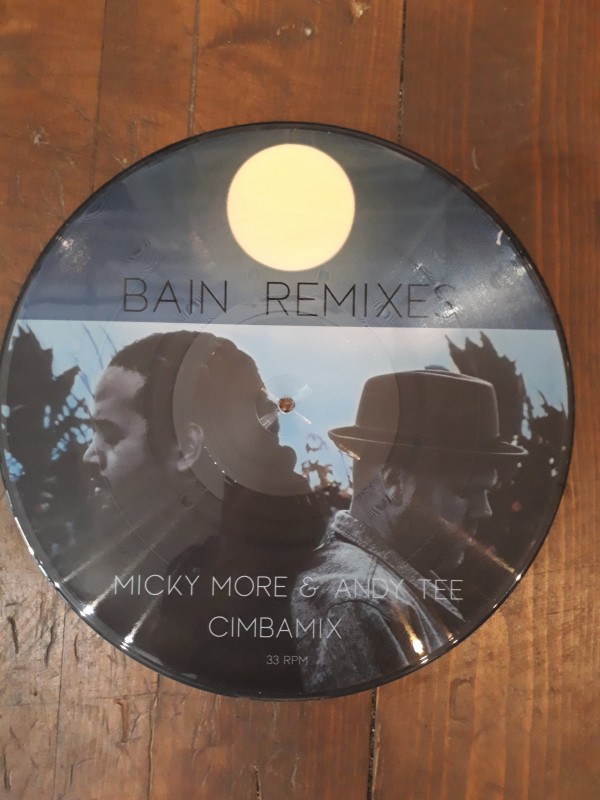 BAIN REMIXES
MICKY MORE & ANDY TEE
CIMBAMIX
33 RPM